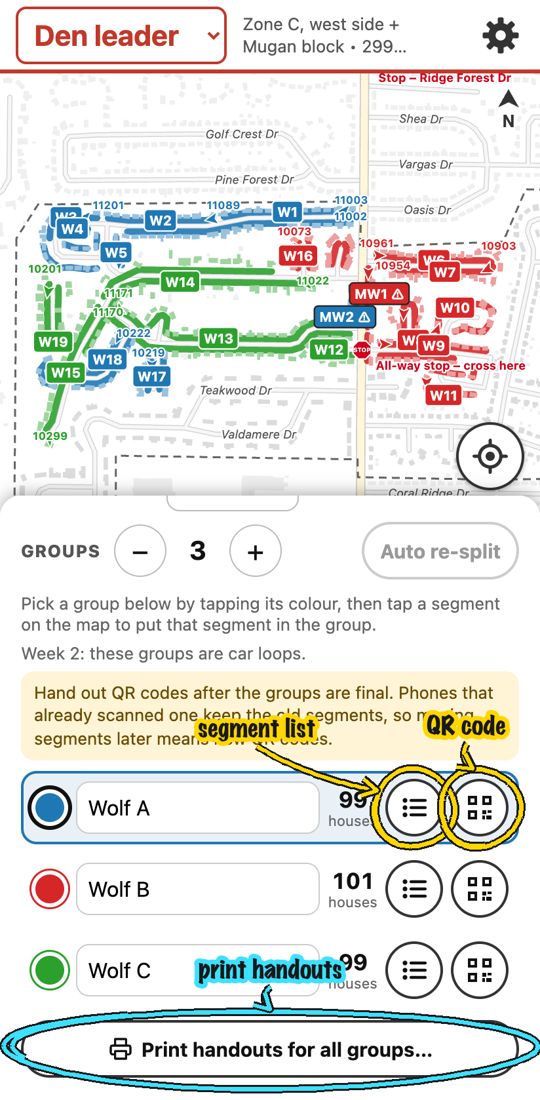 Den leader
Zone C, west side +
Mugan block • 299...
Stop – Ridge Forest Dr
N
Shea Dr
Golf Crest Dr
Vargas Dr
Pine Forest Dr
Oasis Dr
11201
11089
11003
11002
W4
W2
W1
10073
10961
10903
W5
W16
10954
W7
10201
W14
11022
11171
MW1 ⚠
11170
MW2 ⚠
W10
W19
10222
W13
W12
STOP
W9
10219
W18
W15
W17
All-way stop – cross here
Teakwood Dr
W11
10299
Valdamere Dr
Coral Ridge Dr
GROUPS
−
3
+
Auto re-split
Pick a group below by tapping its colour, then tap a segment
on the map to put that segment in the group.
Week 2: these groups are car loops.
Hand out QR codes after the groups are final. Phones that
already scanned one keep the old segments, so
segments later mean QR codes.
segment list
QR code
Wolf A
99
houses
Wolf B
101
houses
Wolf C
99
houses
print handouts
Print handouts for all groups...